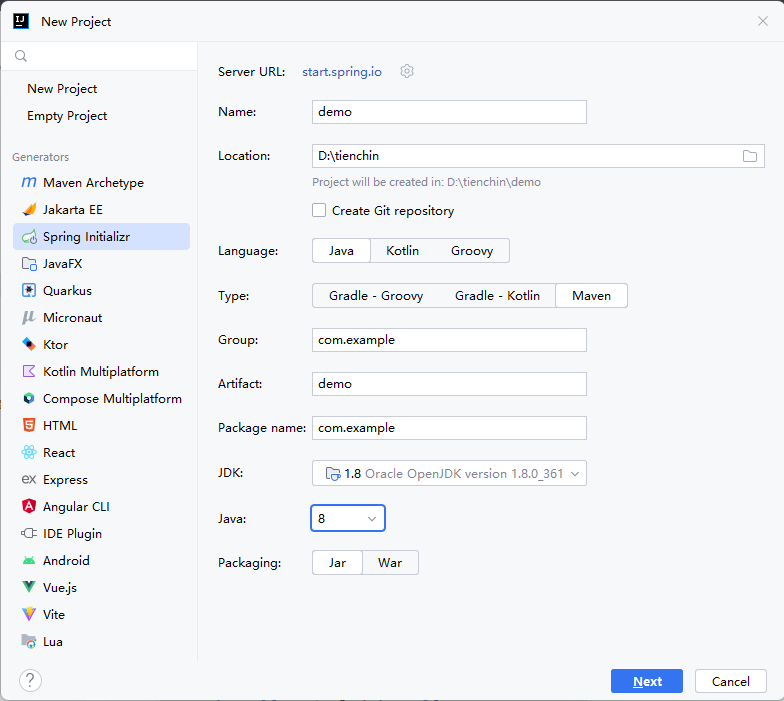 New Project
Server URL: start.spring.io
New Project
Empty Project
Generators
Maven Archetype
Jakarta EE
Spring Initializr
JavaFX
Quarkus
Micronaut
Ktor
Kotlin Multiplatform
Compose Multiplatform
HTML
React
Express
Angular CLI
IDE Plugin
Android
Vue.js
Vite
Lua
Name: demo
Location: D:\tienchin
Project will be created in: D:\tienchin\demo
Create Git repository
Language: Java Kotlin Groovy
Type: Gradle - Groovy Gradle - Kotlin Maven
Group: com.example
Artifact: demo
Package name: com.example
JDK: 1.8 Oracle OpenJDK version 1.8.0_361
Java: 8
Packaging: Jar War
? Next Cancel